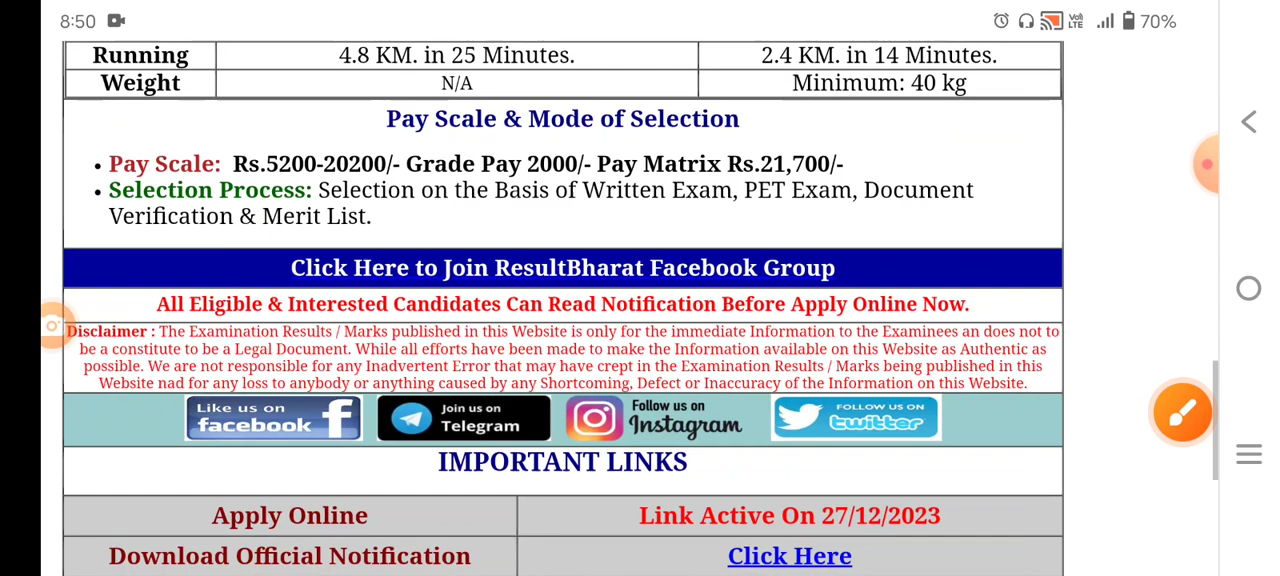 8:50 Vo) LTE 70%
Running 4.8 KM. in 25 Minutes. 2.4 KM. in 14 Minutes.
Weight N/A Minimum: 40 kg
Pay Scale & Mode of Selection
• Pay Scale: Rs.5200-20200/- Grade Pay 2000/- Pay Matrix Rs.21,700/-
• Selection Process: Selection on the Basis of Written Exam, PET Exam, Document
Verification & Merit List.
Click Here to Join ResultBharat Facebook Group
All Eligible & Interested Candidates Can Read Notification Before Apply Online Now.
Disclaimer : The Examination Results / Marks published in this Website is only for the immediate Information to the Examinees an does not to
be a constitute to be a Legal Document. While all efforts have been made to make the Information available on this Website as Authentic as
possible. We are not responsible for any Inadvertent Error that may have crept in the Examination Results / Marks being published in this
Website nad for any loss to anybody or anything caused by any Shortcoming, Defect or Inaccuracy of the Information on this Website.
Like us on
facebook
Join us on
Telegram
Follow us on
Instagram
FOLLOW US ON
twitter
IMPORTANT LINKS
Apply Online Link Active On 27/12/2023
Download Official Notification Click Here